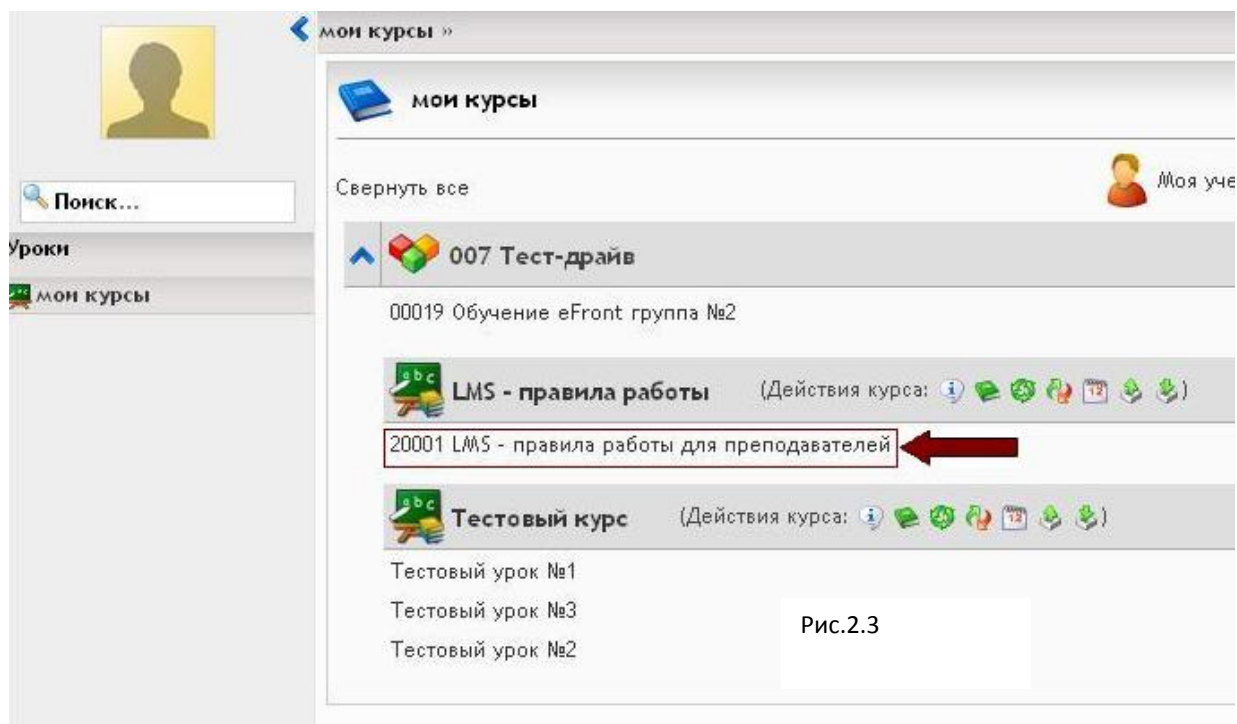 мои курсы »
мои курсы
Поиск...
Свернуть все
Моя уче
Уроки
мои курсы
007 Тест-драйв
00019 Обучение eFront группа №2
LMS - правила работы (Действия курса: )
20001 LMS - правила работы для преподавателей
Тестовый курс (Действия курса: )
Тестовый урок №1
Тестовый урок №3
Тестовый урок №2
Рис.2.3